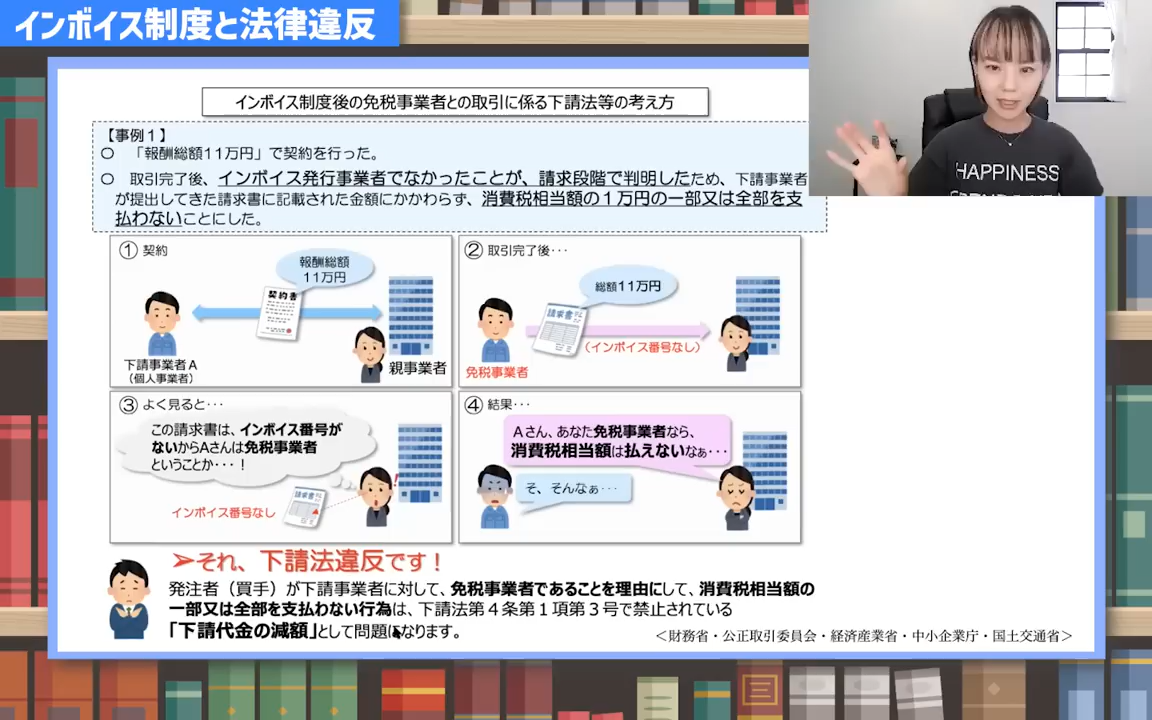 インボイス制度と法律違反
インボイス制度後の免税事業者との取引に係る下請法等の考え方
【事例１】
○ 「報酬総額11万円」で契約を行った。
○ 取引完了後、インボイス発行事業者でなかったことが、請求段階で判明したため、下請事業者
が提出してきた請求書に記載された金額にかかわらず、消費税相当額の１万円の一部又は全部を支
払わないことにした。
① 契約
報酬総額
11万円
契約書
下請事業者Ａ
（個人事業者）
親事業者
② 取引完了後･･･
総額11万円
請求書
（インボイス番号なし）
免税事業者
③ よく見ると･･･
この請求書は、インボイス番号が
ないからAさんは免税事業者
ということか･･･！
請求書
インボイス番号なし
④ 結果･･･
Ａさん、あなた免税事業者なら、
消費税相当額は払えないなぁ･･･
そ、そんなぁ･･･
➢それ、下請法違反です！
発注者（買手）が下請事業者に対して、免税事業者であることを理由にして、消費税相当額の
一部又は全部を支払わない行為は、下請法第４条第１項第３号で禁止されている
「下請代金の減額」として問題になります。
＜財務省・公正取引委員会・経済産業省・中小企業庁・国土交通省＞
HAPPINESS